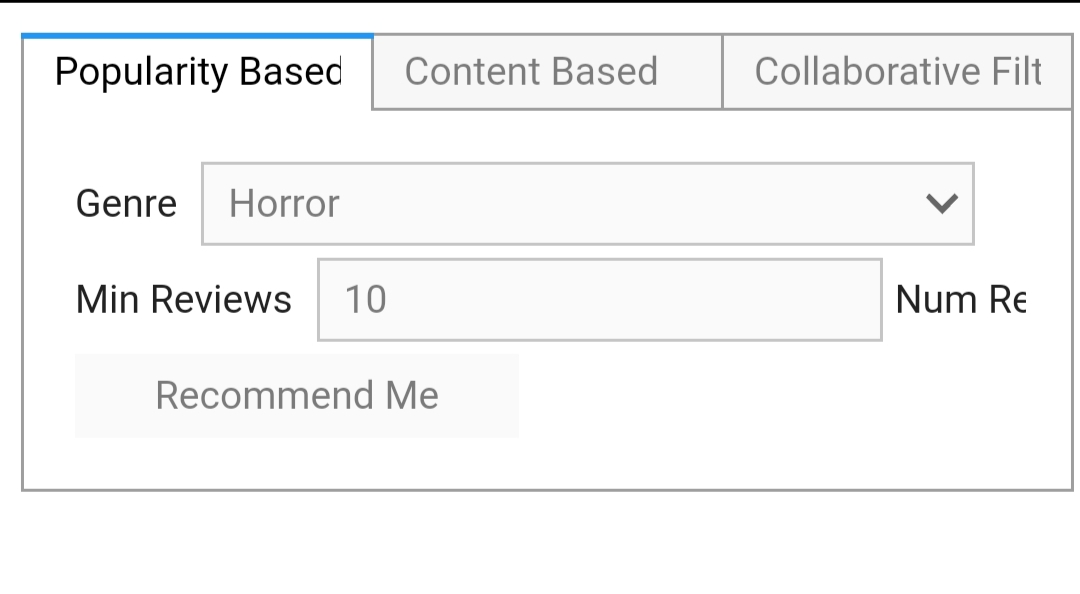 Popularity Based Content Based Collaborative Filt
Genre Horror
Min Reviews 10 Num Re
Recommend Me